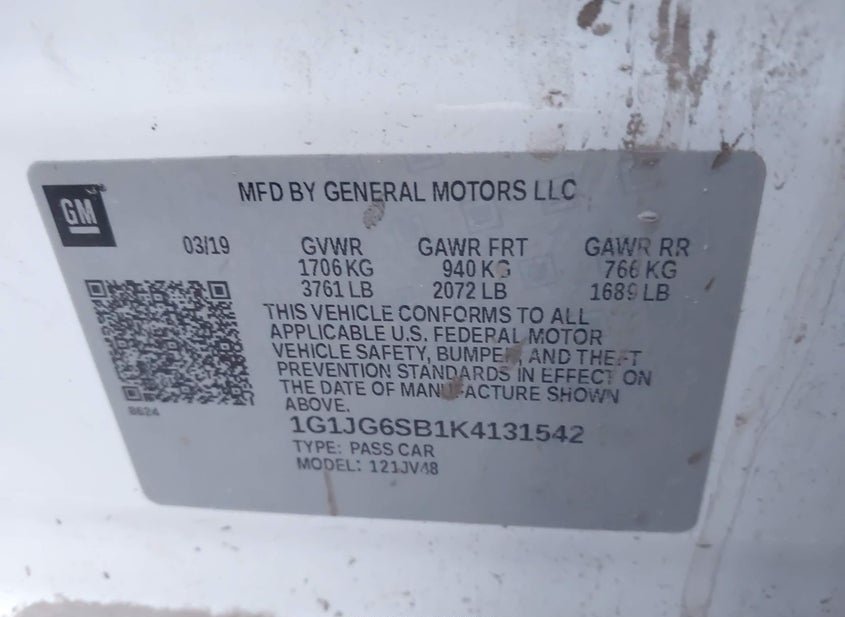 GM
MFD BY GENERAL MOTORS LLC
03/19 GVWR GAWR FRT GAWR RR
1706 KG 940 KG 766 KG
3761 LB 2072 LB 1689 LB
THIS VEHICLE CONFORMS TO ALL
APPLICABLE U.S. FEDERAL MOTOR
VEHICLE SAFETY, BUMPER, AND THEFT
PREVENTION STANDARDS IN EFFECT ON
THE DATE OF MANUFACTURE SHOWN
ABOVE.
8624
1G1JG6SB1K4131542
TYPE: PASS CAR
MODEL: 121JV48